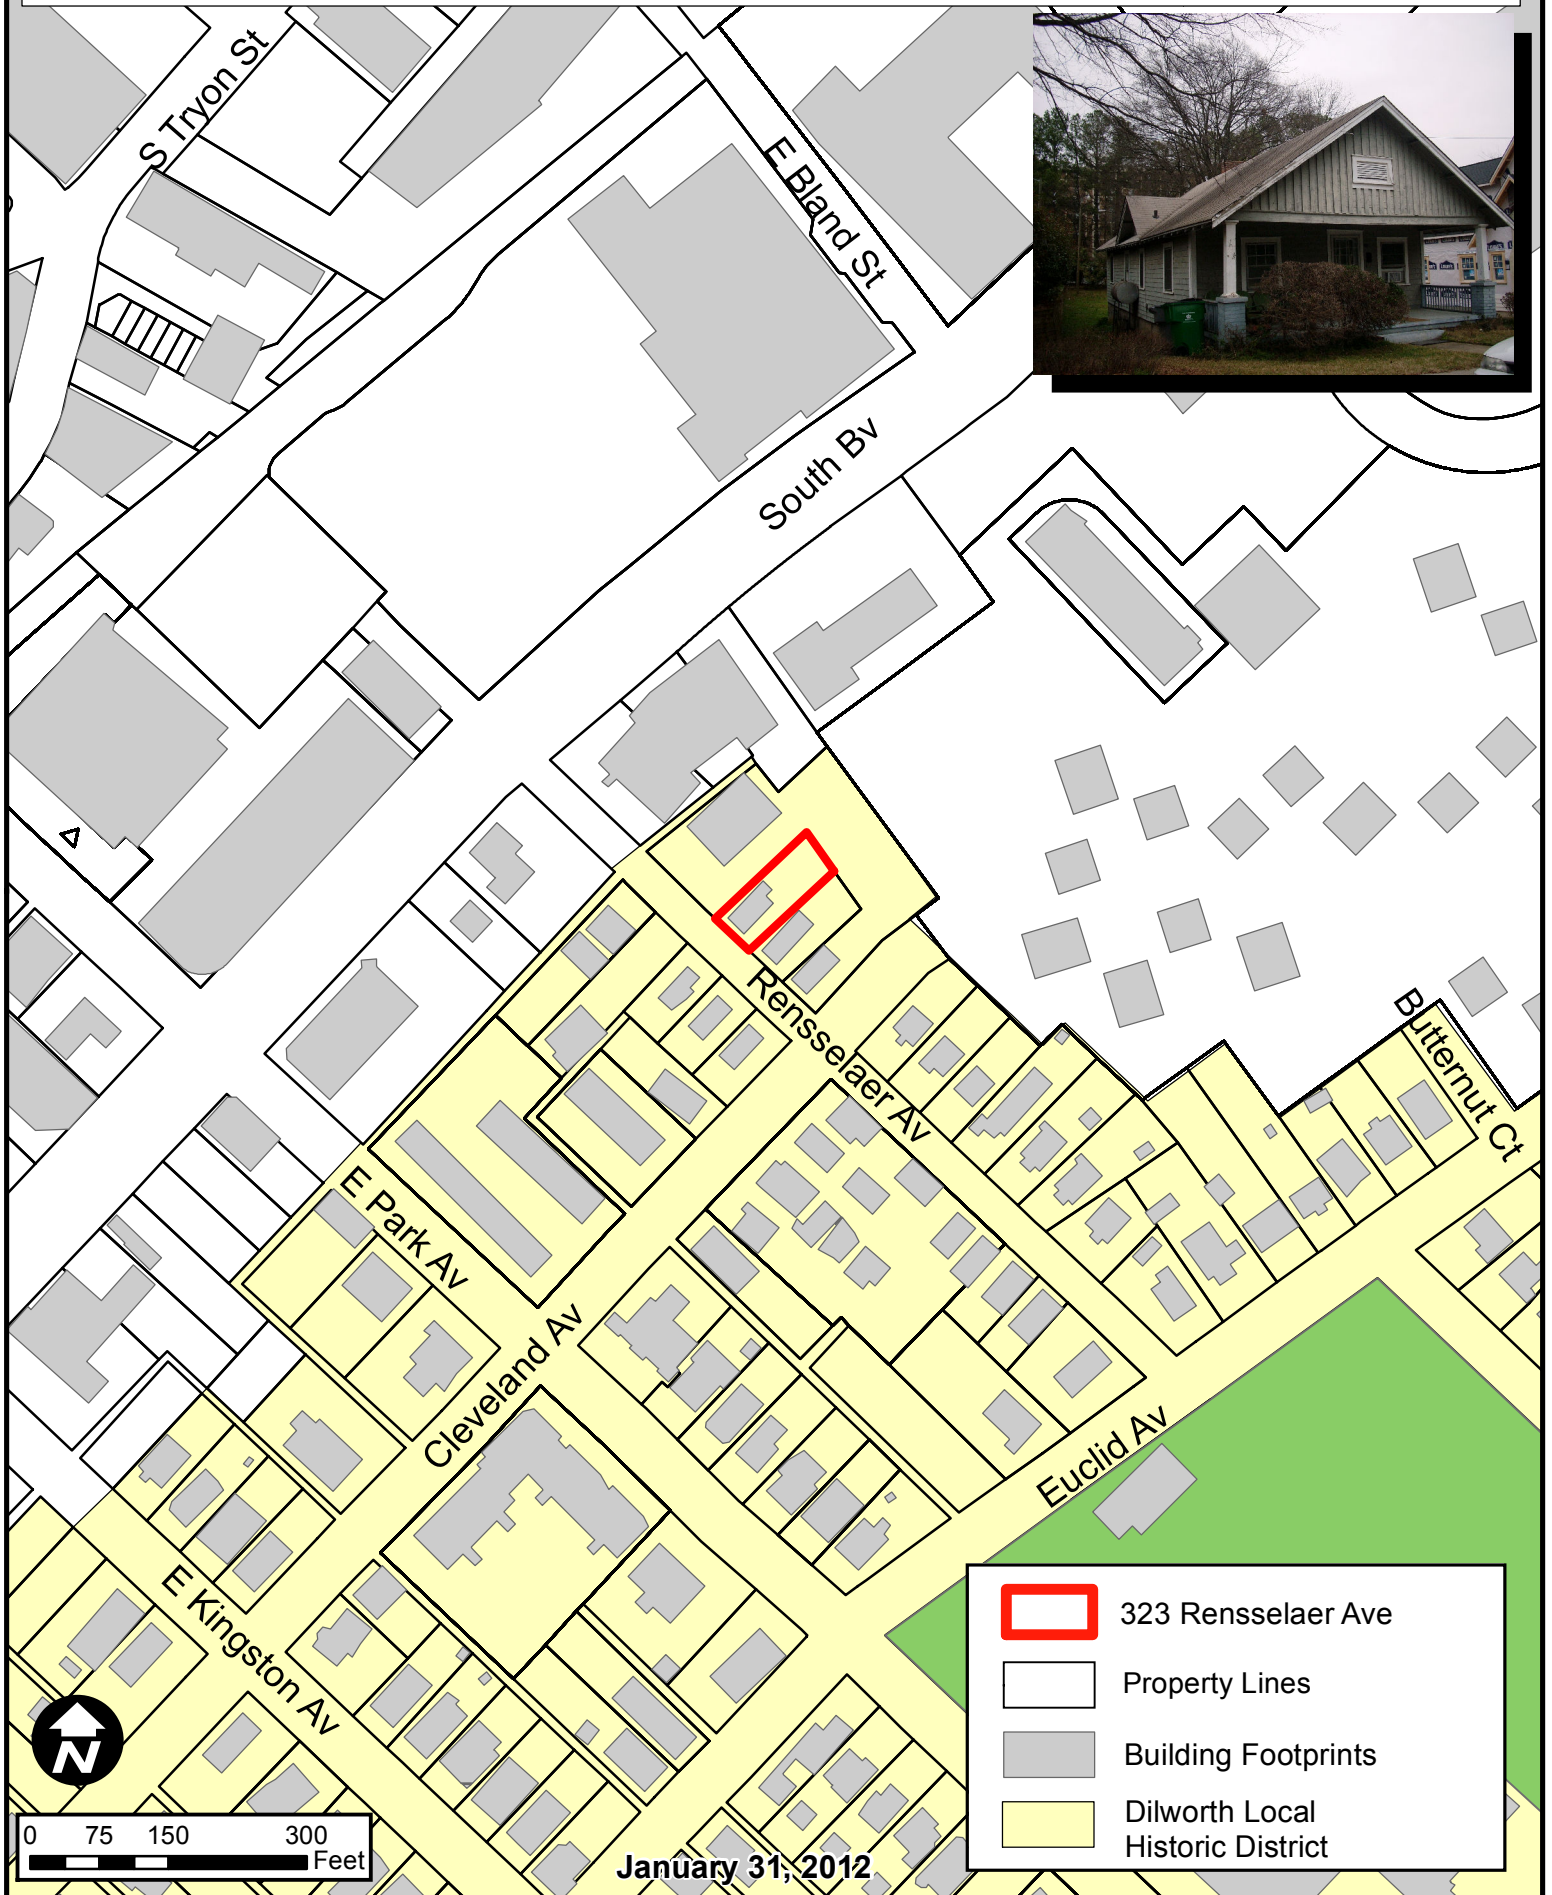 S Tryon St
E Bland St
South Bv
Rensselaer Av
Butternut Ct
E Park Av
Cleveland Av
Euclid Av
E Kingston Av
323 Rensselaer Ave
Property Lines
Building Footprints
Dilworth Local
Historic District
N
0 75 150 300
Feet
January 31, 2012